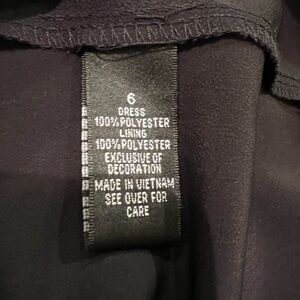 6
DRESS
100%POLYESTER
LINING
100%POLYESTER
EXCLUSIVE OF
DECORATION
MADE IN VIETNAM
SEE OVER FOR
CARE